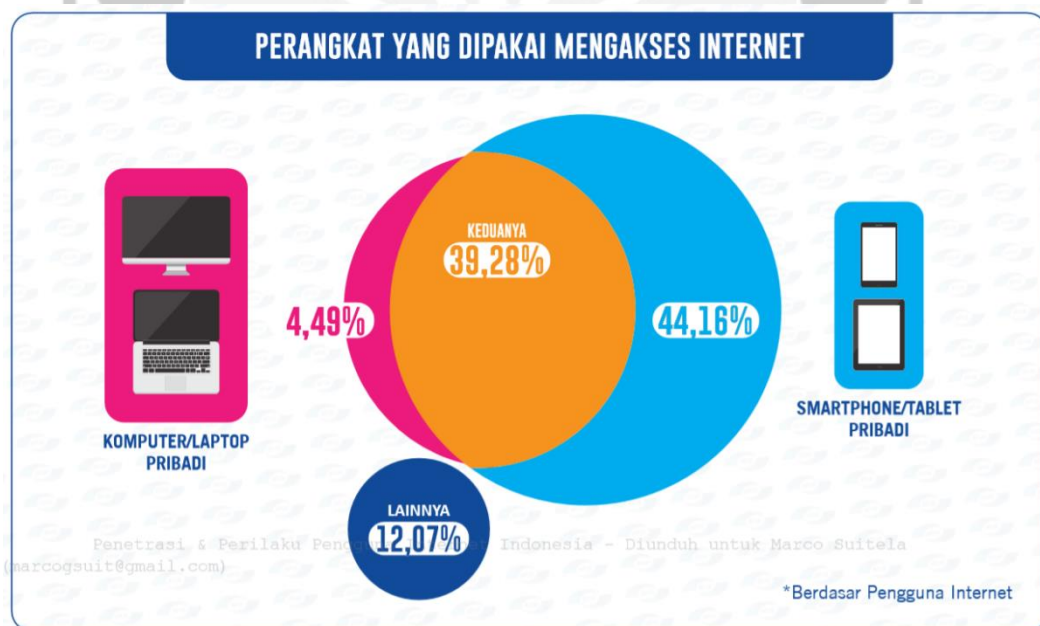 PERANGKAT YANG DIPAKAI MENGAKSES INTERNET
KEDUANYA
39,28%
4,49%
44,16%
KOMPUTER/LAPTOP
PRIBADI
SMARTPHONE/TABLET
PRIBADI
LAINNYA
12,07%
Penetrasi & Perilaku Indonesia - Diunduh untuk Marco Suitela
(marcogsuit@gmail.com)
*Berdasar Pengguna Internet